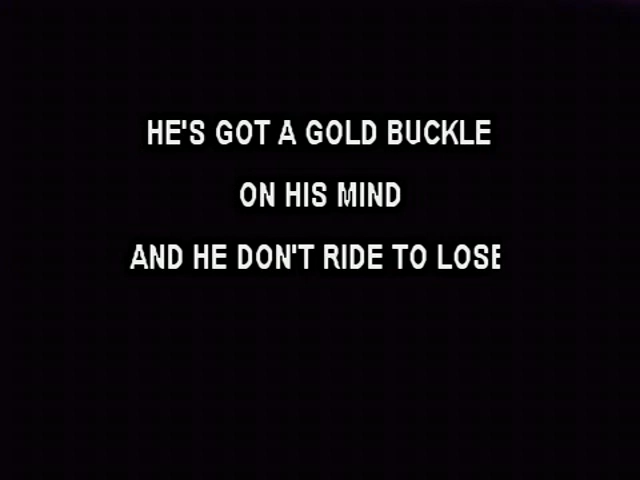 HE'S GOT A GOLD BUCKLE
ON HIS MIND
AND HE DON'T RIDE TO LOSE